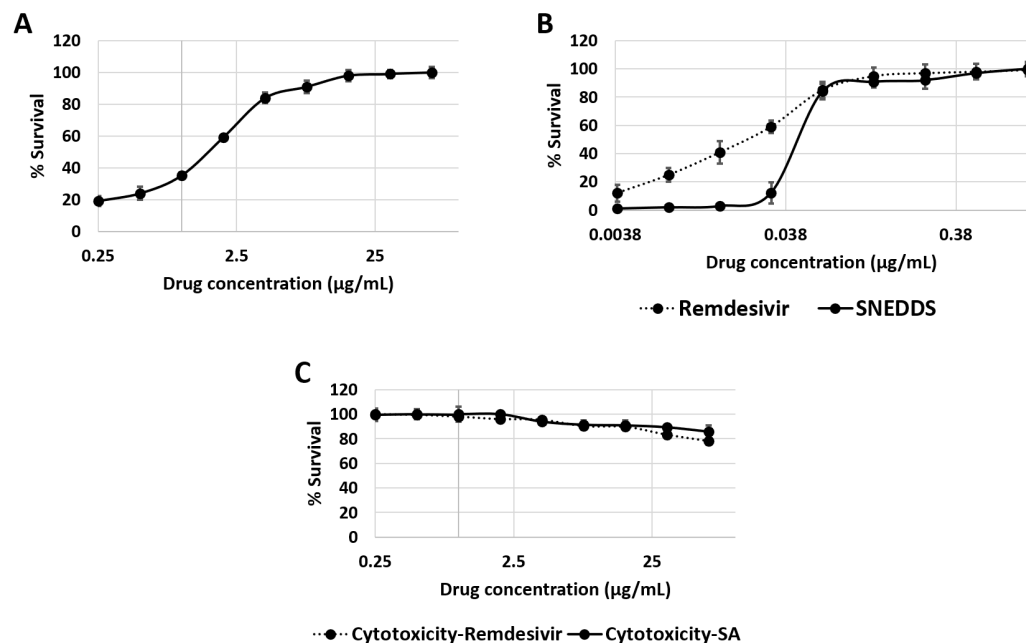 A
120
100
80
60
40
20
0
% Survival
0.25 2.5 25
Drug concentration (µg/mL)
B
120
100
80
60
40
20
0
% Survival
0.0038 0.038 0.38
Drug concentration (µg/mL)
Remdesivir SNEDDS
C
120
100
80
60
40
20
0
% Survival
0.25 2.5 25
Drug concentration (µg/mL)
Cytotoxicity-Remdesivir Cytotoxicity-SA